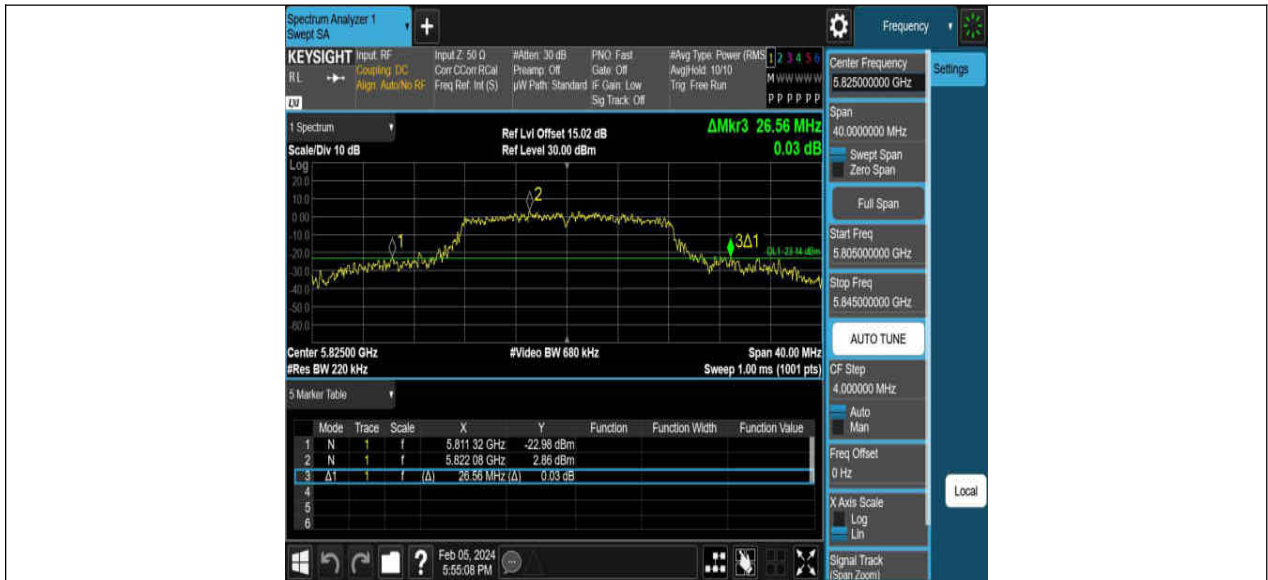 Spectrum Analyzer 1
Swept SA
+
Frequency
KEYSIGHT
RL
Input: RF
Coupling: DC
Align: Auto/No RF
Input Z: 50 Ω
Corr CCorr RCal
Freq Ref: Int (S)
#Atten: 30 dB
Preamp: Off
µW Path: Standard
PNO: Fast
Gate: Off
IF Gain: Low
Sig Track: Off
#Avg Type: Power (RMS
Avg|Hold: 10/10
Trig: Free Run
1 2 3 4 5 6
M W W W W W
P P P P P P
1 Spectrum
Scale/Div 10 dB
Ref Lvl Offset 15.02 dB
Ref Level 30.00 dBm
ΔMkr3 26.56 MHz
0.03 dB
Log
20.0
10.0
0.00
-10.0
-20.0
-30.0
-40.0
-50.0
-60.0
1
2
3Δ1
DL1 -23.14 dBm
Center 5.82500 GHz
#Res BW 220 kHz
#Video BW 680 kHz
Span 40.00 MHz
Sweep 1.00 ms (1001 pts)
5 Marker Table
Mode Trace Scale X Y Function Function Width Function Value
1 N 1 f 5.811 32 GHz -22.98 dBm
2 N 1 f 5.822 08 GHz 2.86 dBm
3 Δ1 1 f (Δ) 26.56 MHz (Δ) 0.03 dB
4
5
6
Feb 05, 2024
5:55:08 PM
Center Frequency
5.825000000 GHz
Settings
Span
40.0000000 MHz
Swept Span
Zero Span
Full Span
Start Freq
5.805000000 GHz
Stop Freq
5.845000000 GHz
AUTO TUNE
CF Step
4.000000 MHz
Auto
Man
Freq Offset
0 Hz
X Axis Scale
Log
Lin
Signal Track
(Span Zoom)
Local